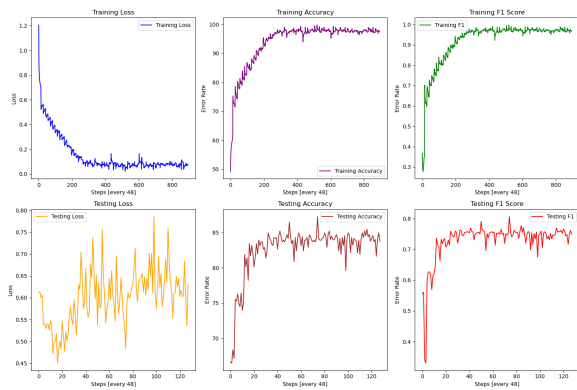 Training Loss
Training Accuracy
Training F1 Score
1.2
1.0
0.8
0.6
0.4
0.2
0.0
Loss
Training Loss
0 200 400 600 800
Steps [every 48]
100
90
80
70
60
50
Error Rate
Training Accuracy
0 200 400 600 800
Steps [every 48]
1.0
0.9
0.8
0.7
0.6
0.5
0.4
0.3
Error Rate
Training F1
0 200 400 600 800
Steps [every 48]
Testing Loss
Testing Accuracy
Testing F1 Score
0.80
0.75
0.70
0.65
0.60
0.55
0.50
0.45
Loss
Testing Loss
0 20 40 60 80 100 120
Steps [every 48]
85
80
75
70
Error Rate
Testing Accuracy
0 20 40 60 80 100 120
Steps [every 48]
0.8
0.7
0.6
0.5
0.4
Error Rate
Testing F1
0 20 40 60 80 100 120
Steps [every 48]